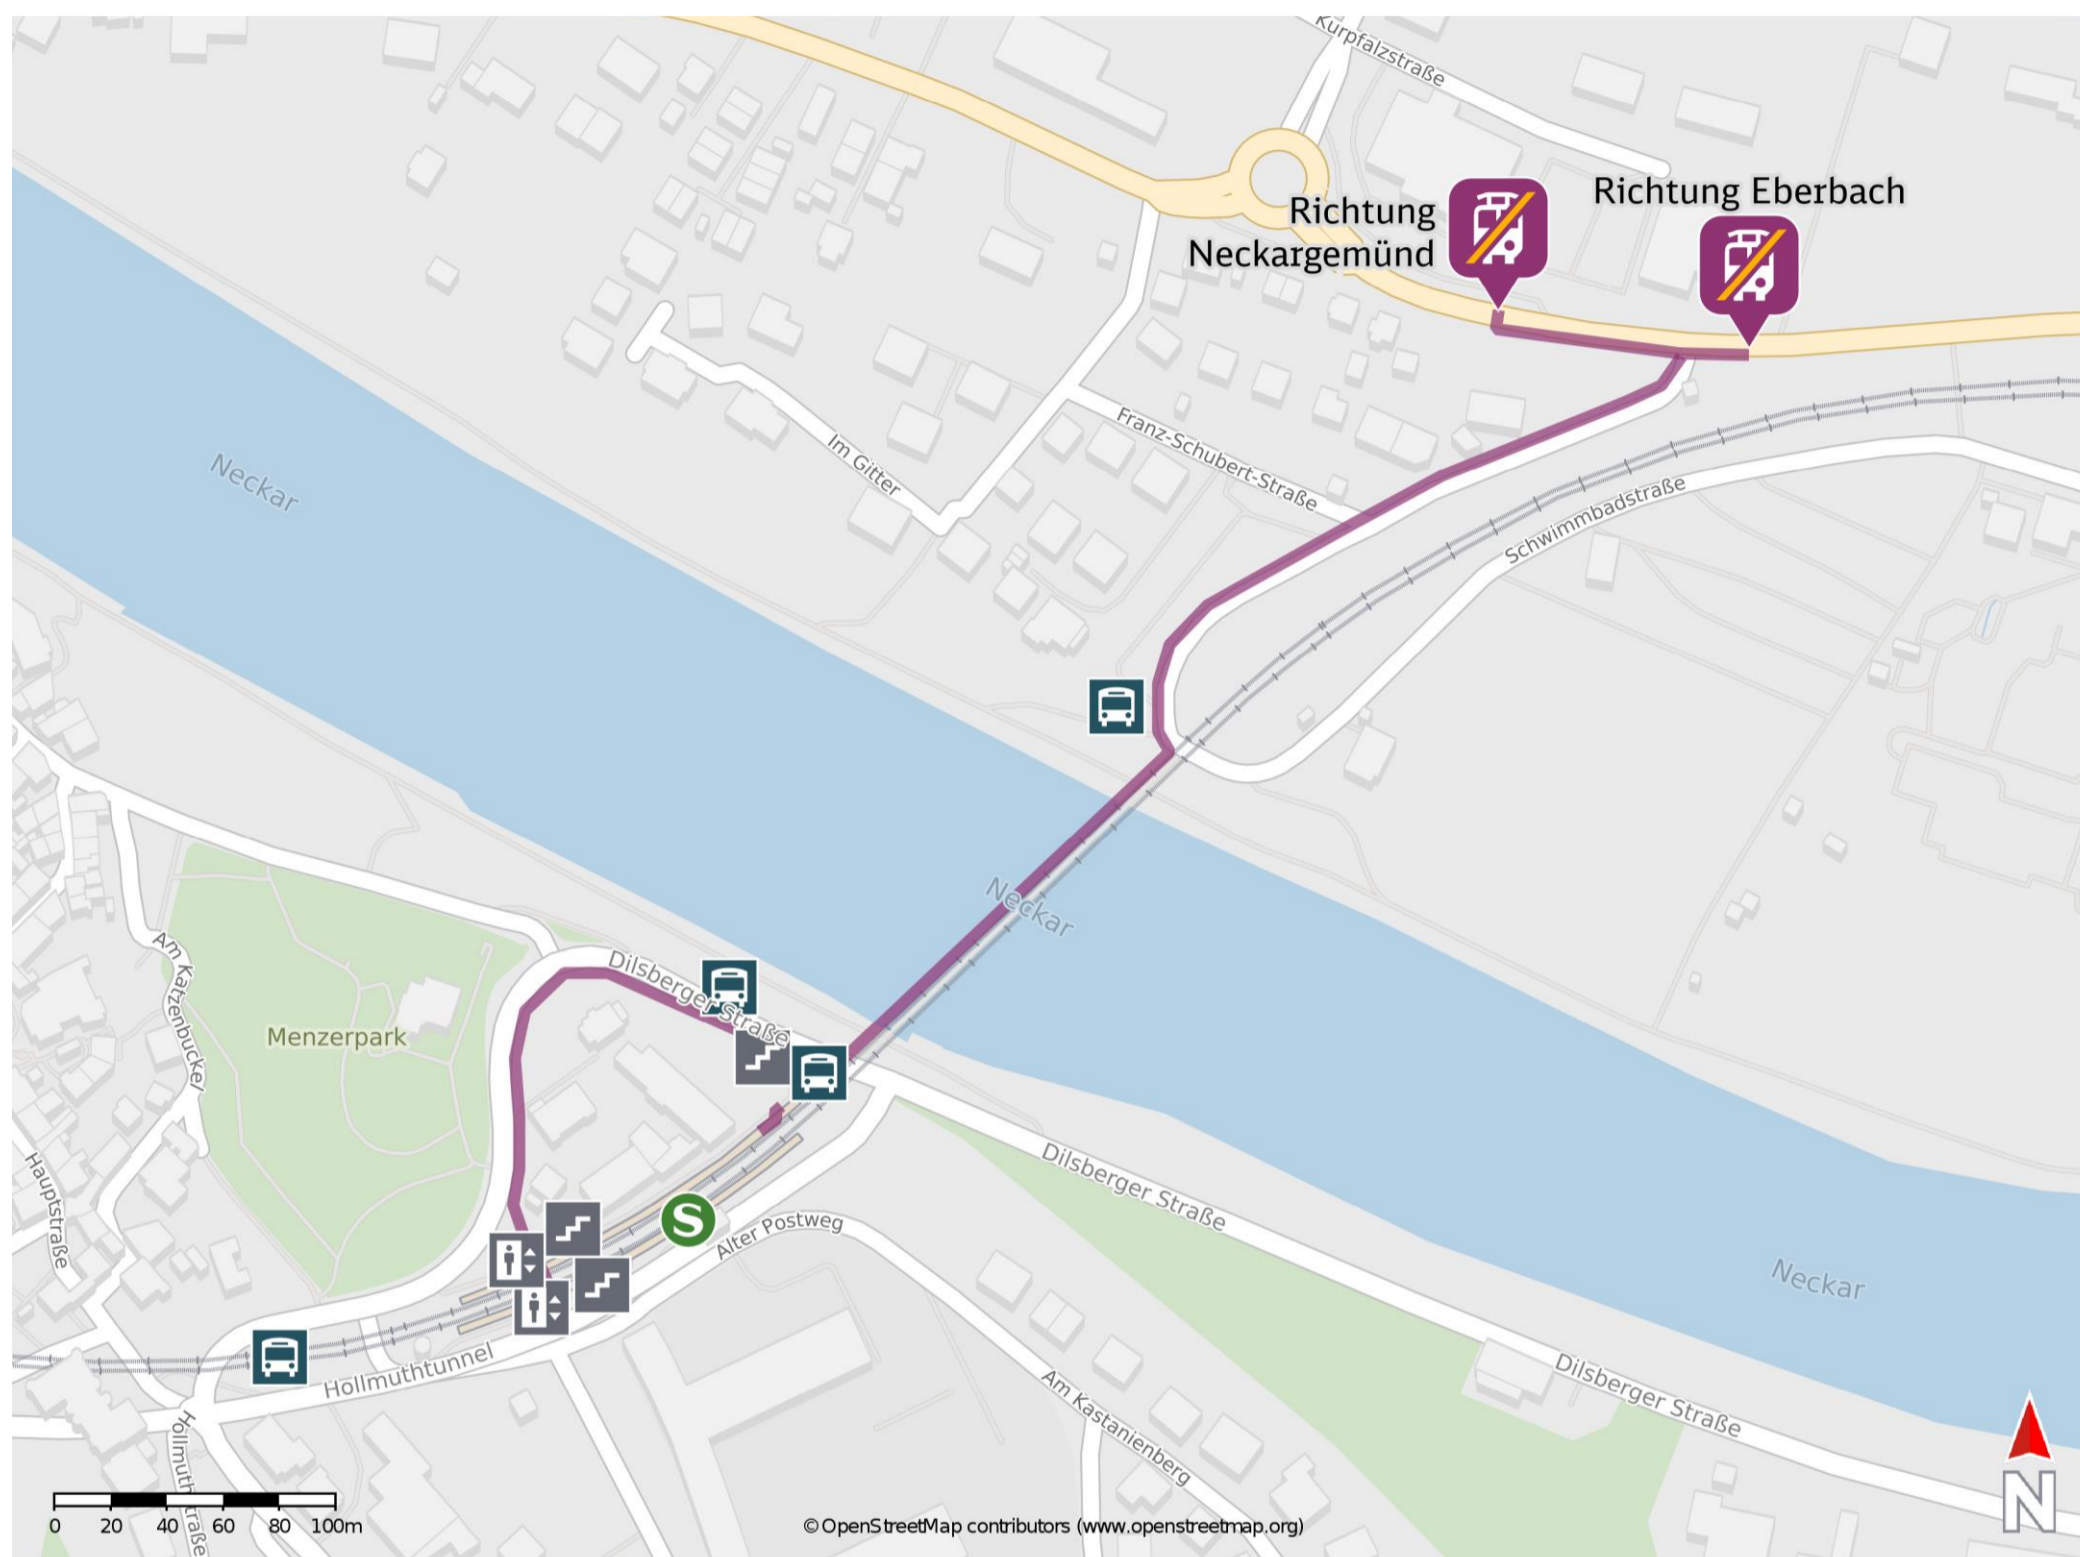 Kurpfalzstraße
Richtung Eberbach
Richtung
Neckargemünd
Franz-Schubert-Straße
Im Gitter
Neckar
Schwimmbadstraße
Neckar
Dilsberger Straße
Am Katzenbuckel
Menzerpark
Hauptstraße
Dilsberger Straße
S
Alter Postweg
Neckar
Hollmuthtunnel
Am Kastanienberg
Dilsberger Straße
Hollmuthstraße
0 20 40 60 80 100m
© OpenStreetMap contributors (www.openstreetmap.org)
N